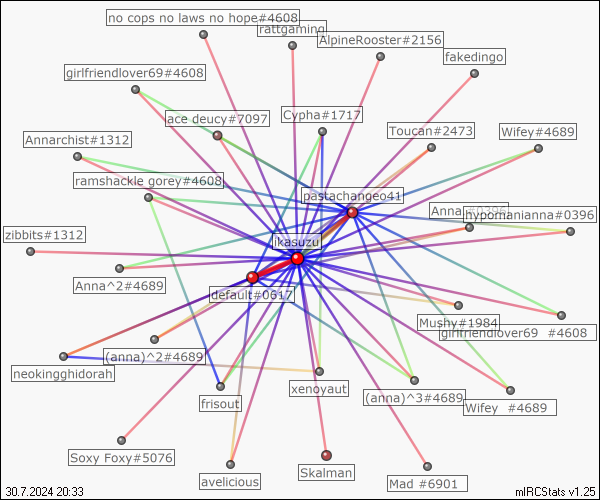 no cops no laws no hope#4608
rattgaming
AlpineRooster#2156
fakedingo
girlfriendlover69#4608
ace deucy#7097
Cypha#1717
Toucan#2473
Wifey#4689
Annarchist#1312
ramshackle gorey#4608
pastachangeo41
Anna#0396
hypomanianna#0396
zibbits#1312
ikasuzu
Anna^2#4689
default#0617
Mushy#1984
girlfriendlover69 #4608
(anna)^2#4689
neokingghidorah
xenoyaut
(anna)^3#4689
frisout
Wifey #4689
Soxy Foxy#5076
Skalman
avelicious
Mad #6901
30.7.2024 20:33
mIRCStats v1.25